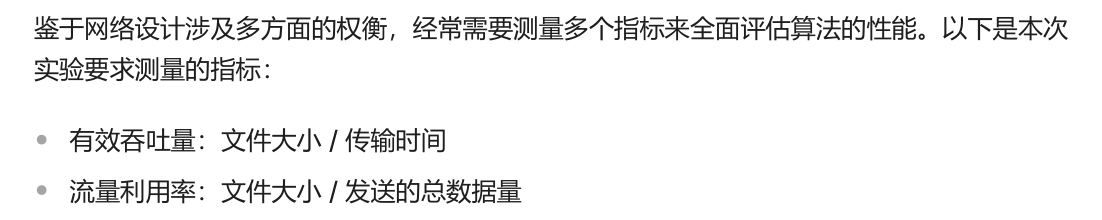 鉴于网络设计涉及多方面的权衡，经常需要测量多个指标来全面评估算法的性能。以下是本次
实验要求测量的指标：
有效吞吐量：文件大小 / 传输时间
流量利用率：文件大小 / 发送的总数据量